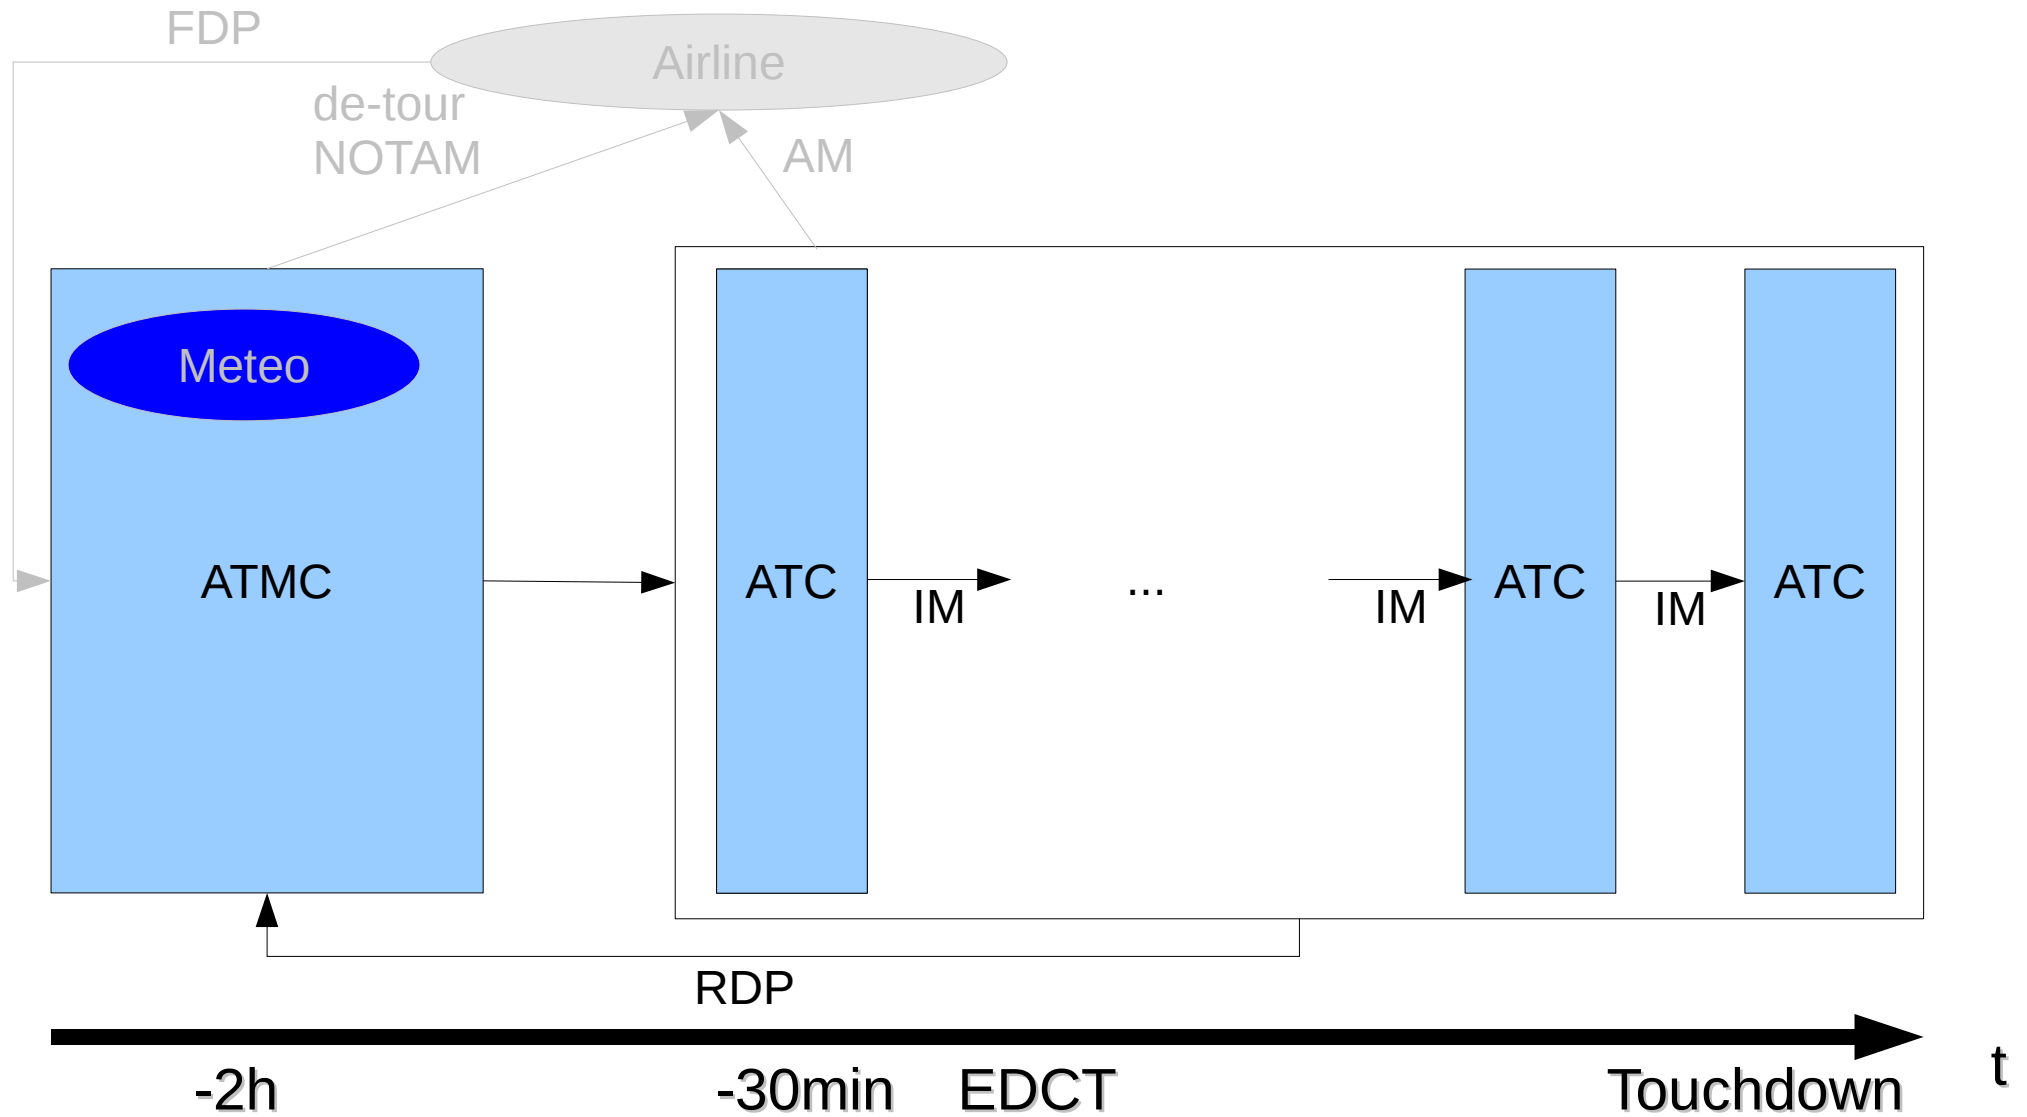 FDP
Airline
de-tour
NOTAM
AM
Meteo
ATMC
ATC
IM
...
IM
ATC
IM
ATC
RDP
t
-2h
-30min
EDCT
Touchdown